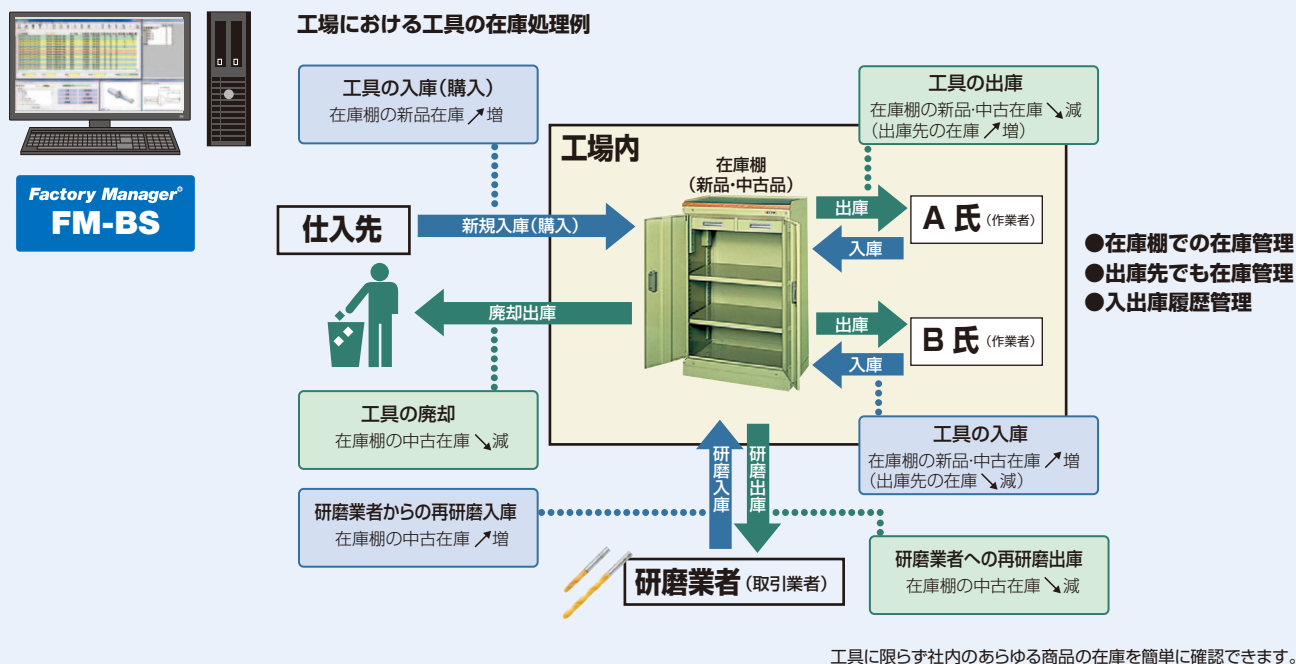 工場における工具の在庫処理例
Factory Manager®
FM-BS
工具の入庫(購入)
在庫棚の新品在庫↗増
工具の出庫
在庫棚の新品・中古在庫↘減
(出庫先の在庫↗増)
工場内
在庫棚
(新品・中古品)
仕入先
新規入庫(購入)
出庫
A 氏(作業者)
入庫
●在庫棚での在庫管理
●出庫先でも在庫管理
●入出庫履歴管理
廃却出庫
出庫
B 氏(作業者)
入庫
工具の廃却
在庫棚の中古在庫↘減
工具の入庫
在庫棚の新品・中古在庫↗増
(出庫先の在庫↘減)
研磨入庫
研磨出庫
研磨業者からの再研磨入庫
在庫棚の中古在庫↗増
研磨業者(取引業者)
研磨業者への再研磨出庫
在庫棚の中古在庫↘減
工具に限らず社内のあらゆる商品の在庫を簡単に確認できます。